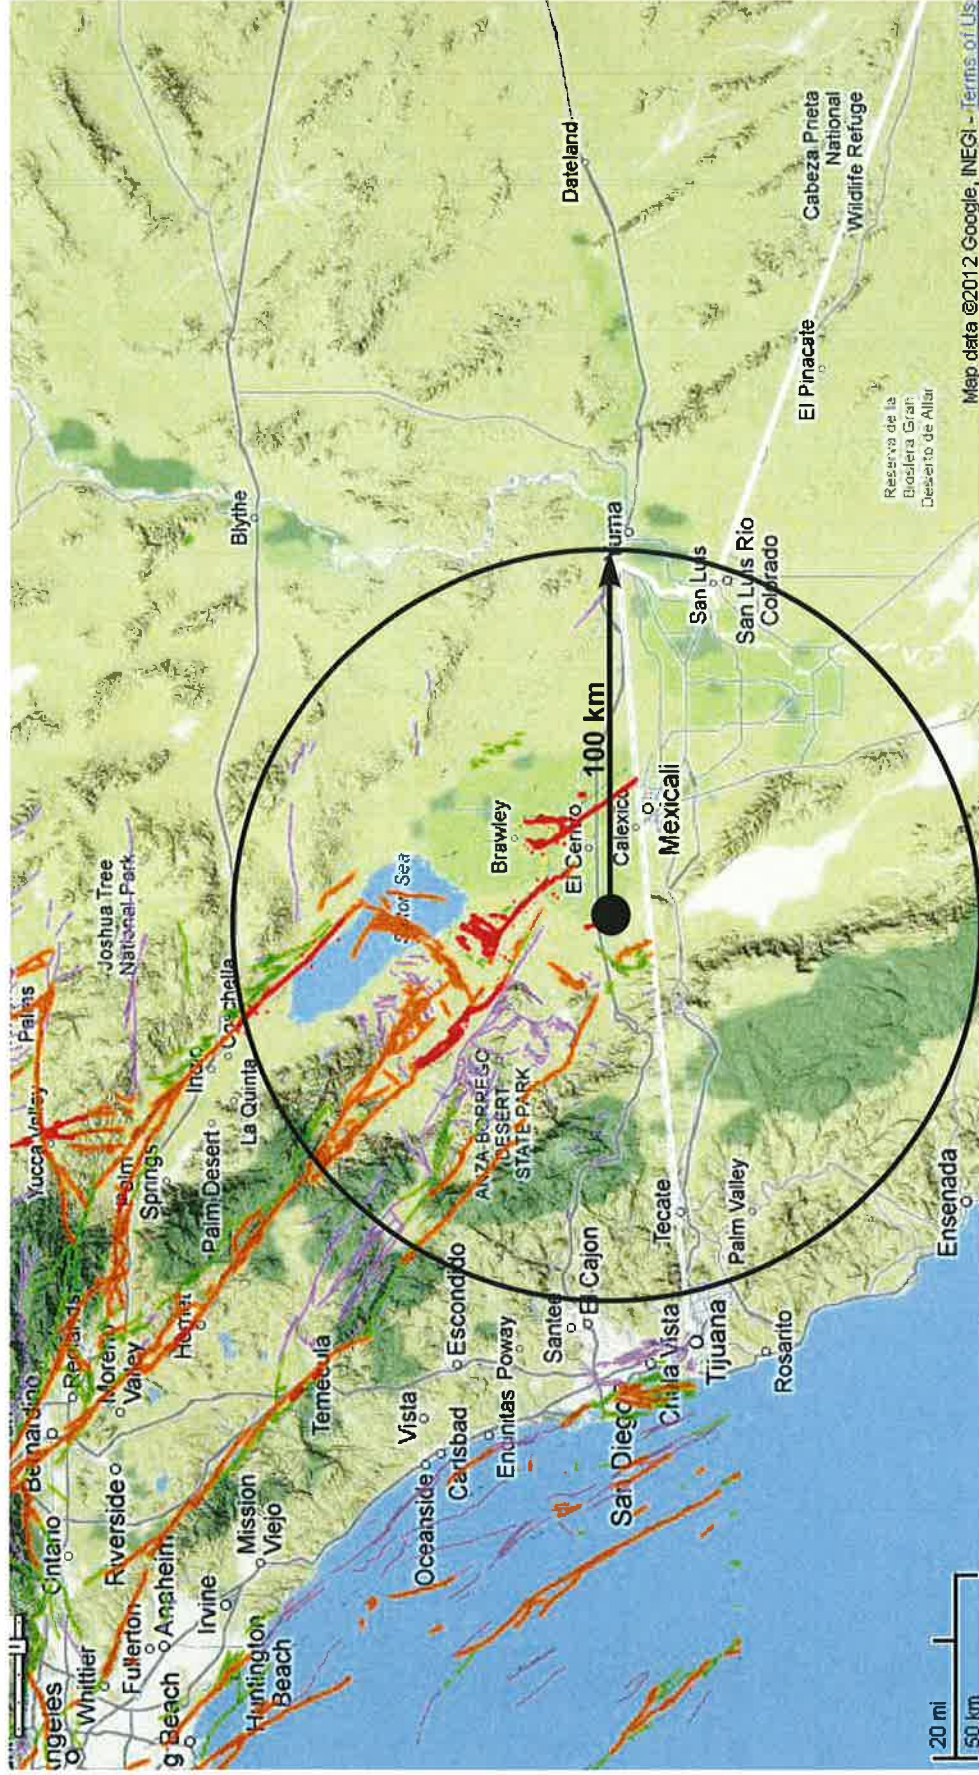 Yucca Valley
Palms
Joshua Tree
National Park
Bernardino
Redlands
Ontario
Angeles
Whittier
Riverside
Moreno
Valley
Palm
Springs
Fullerton
Anaheim
Hemet
Indio
Palm Desert
Coachella
La Quinta
Blythe
g Beach
Irvine
Mission
Viejo
Huntington
Beach
Temecula
Salton Sea
Oceanside
Vista
Carlsbad
Escondido
Encinitas
Poway
ANZA-BORREGO
DESERT
STATE PARK
Brawley
Dateland
Santee
El Cajon
El Centro
100 km
uma
San Diego
Chula Vista
Calexico
Tecate
Mexicali
San Luis
Tijuana
Palm Valley
San Luis Rio
Colorado
Rosarito
El Pinacate
Cabeza Prieta
National
Wildlife Refuge
Reserva de la
Biosfera Gran
Desierto de Altar
Ensenada
20 mi
50 km
Map data ©2012 Google, INEGI - Terms of Us